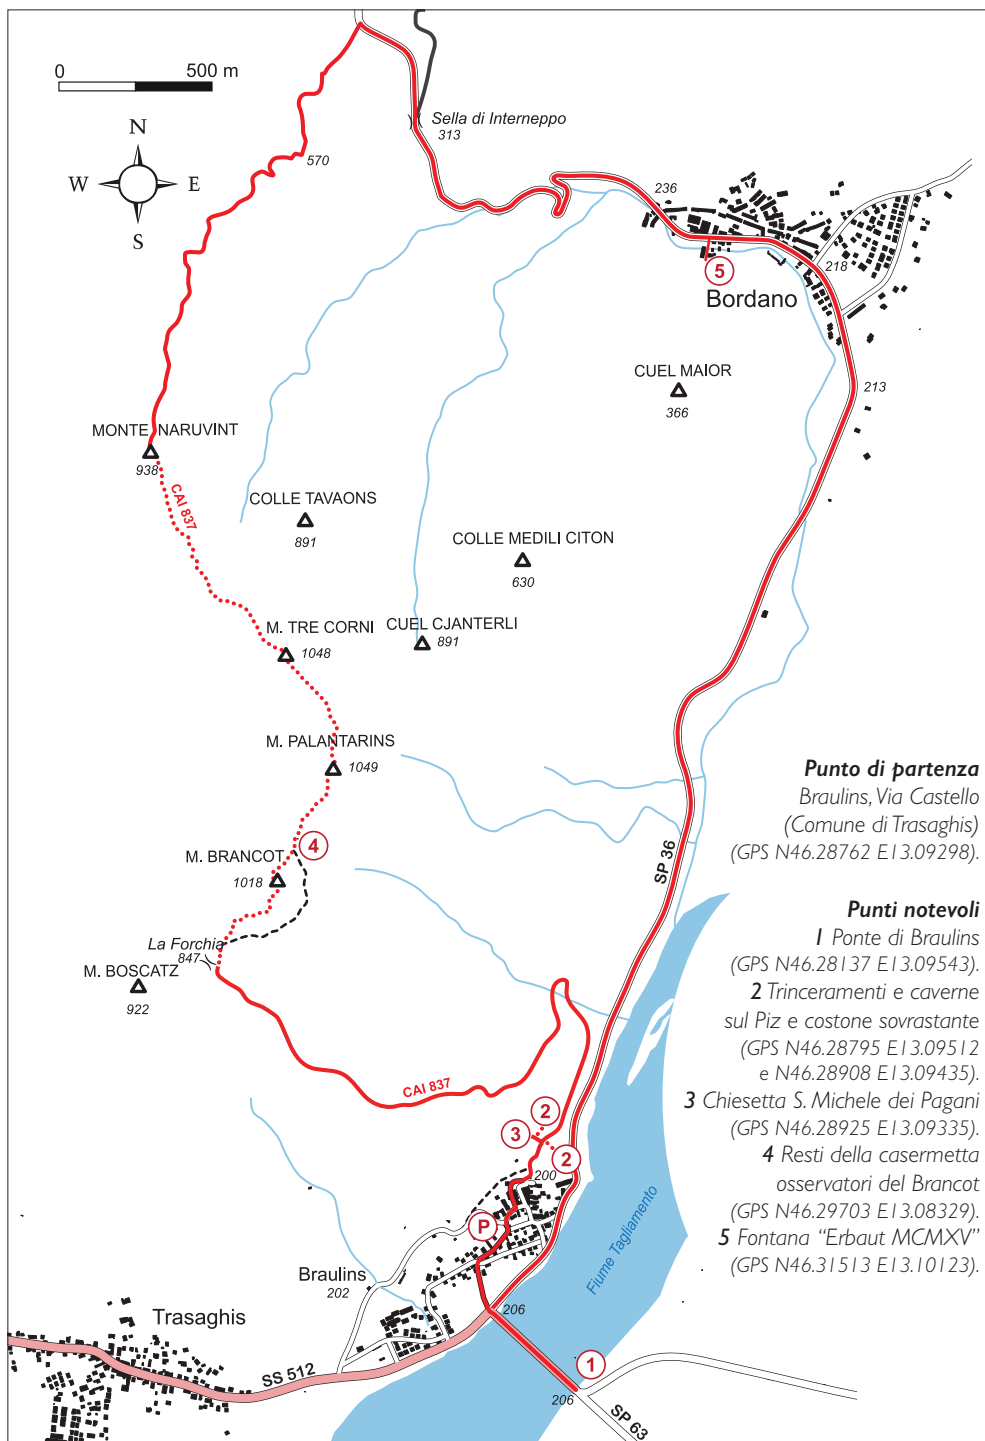 0 500 m
N
W E
S
Sella di Interneppo
313
570
236
5
218
Bordano
213
CUEL MAIOR
366
MONTE NARUVINT
938
CAI 837
COLLE TAVAONS
891
COLLE MEDILI CITON
630
M. TRE CORNI
1048
CUEL CJANTERLI
891
M. PALANTARINS
1049
4
M. BRANCOT
1018
SP 36
La Forchia
847
M. BOSCATZ
922
CAI 837
2
3
2
200
P
Braulins
202
Fiume Tagliamento
206
Trasaghis
SS 512
1
206
SP 63
Punto di partenza
Braulins, Via Castello
(Comune di Trasaghis)
(GPS N46.28762 E13.09298).
Punti notevoli
1 Ponte di Braulins
(GPS N46.28137 E13.09543).
2 Trinceramenti e caverne
sul Piz e costone sovrastante
(GPS N46.28795 E13.09512
e N46.28908 E13.09435).
3 Chiesetta S. Michele dei Pagani
(GPS N46.28925 E13.09335).
4 Resti della casermetta
osservatori del Brancot
(GPS N46.29703 E13.08329).
5 Fontana “Erbaut MCMXV”
(GPS N46.31513 E13.10123).